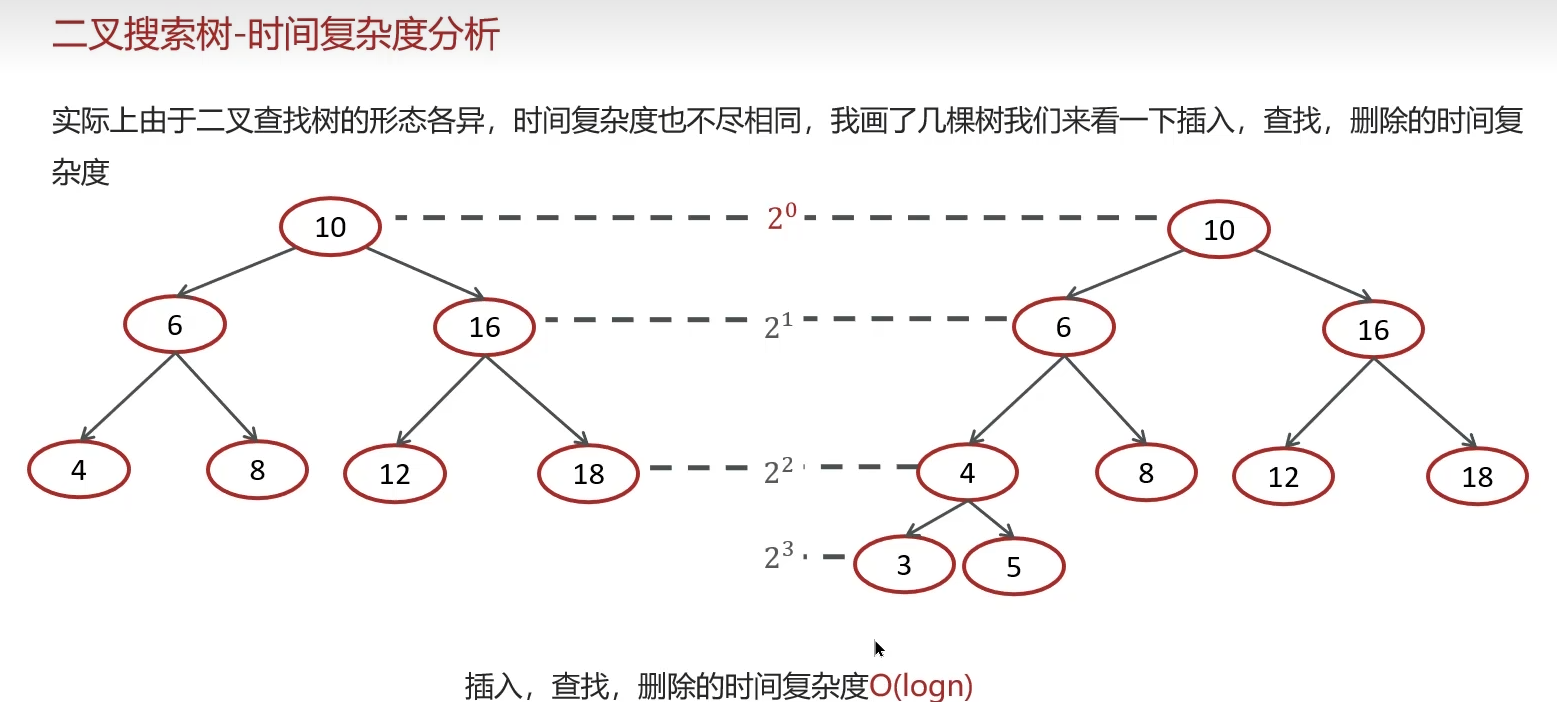 二叉搜索树-时间复杂度分析
实际上由于二叉查找树的形态各异，时间复杂度也不尽相同，我画了几棵树我们来看一下插入，查找，删除的时间复
杂度
10 2⁰ 10
6 16 2¹ 6 16
4 8 12 18 2² 4 8 12 18
2³ 3 5
插入，查找，删除的时间复杂度O(logn)